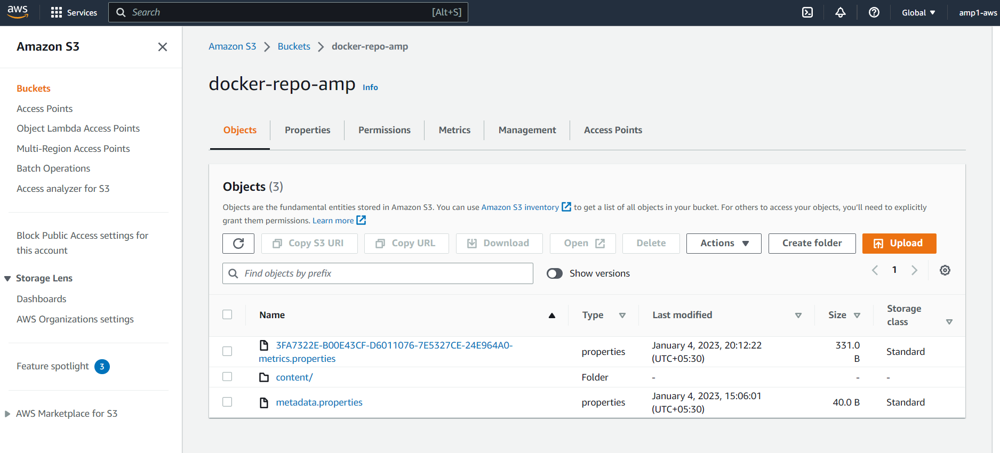 aws
Services
Search
[Alt+S]
Global
amp1-aws
Amazon S3
Buckets
Access Points
Object Lambda Access Points
Multi-Region Access Points
Batch Operations
Access analyzer for S3
Block Public Access settings for
this account
Storage Lens
Dashboards
AWS Organizations settings
Feature spotlight 3
AWS Marketplace for S3
Amazon S3 Buckets docker-repo-amp
docker-repo-amp Info
Objects Properties Permissions Metrics Management Access Points
Objects (3)
Objects are the fundamental entities stored in Amazon S3. You can use Amazon S3 inventory to get a list of all objects in your bucket. For others to access your objects, you'll need to explicitly
grant them permissions. Learn more
Copy S3 URI Copy URL Download Open Delete Actions Create folder Upload
Find objects by prefix Show versions 1
Name Type Last modified Size Storage
class
3FA7322E-B00E43CF-D6011076-7E5327CE-24E964A0-
metrics.properties
properties
January 4, 2023, 20:12:22
(UTC+05:30)
331.0
B
Standard
content/ Folder - - -
metadata.properties
properties
January 4, 2023, 15:06:01
(UTC+05:30)
40.0 B
Standard